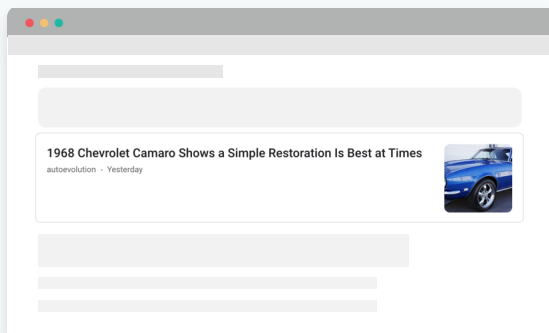 1968 Chevrolet Camaro Shows a Simple Restoration Is Best at Times
autoevolution - Yesterday